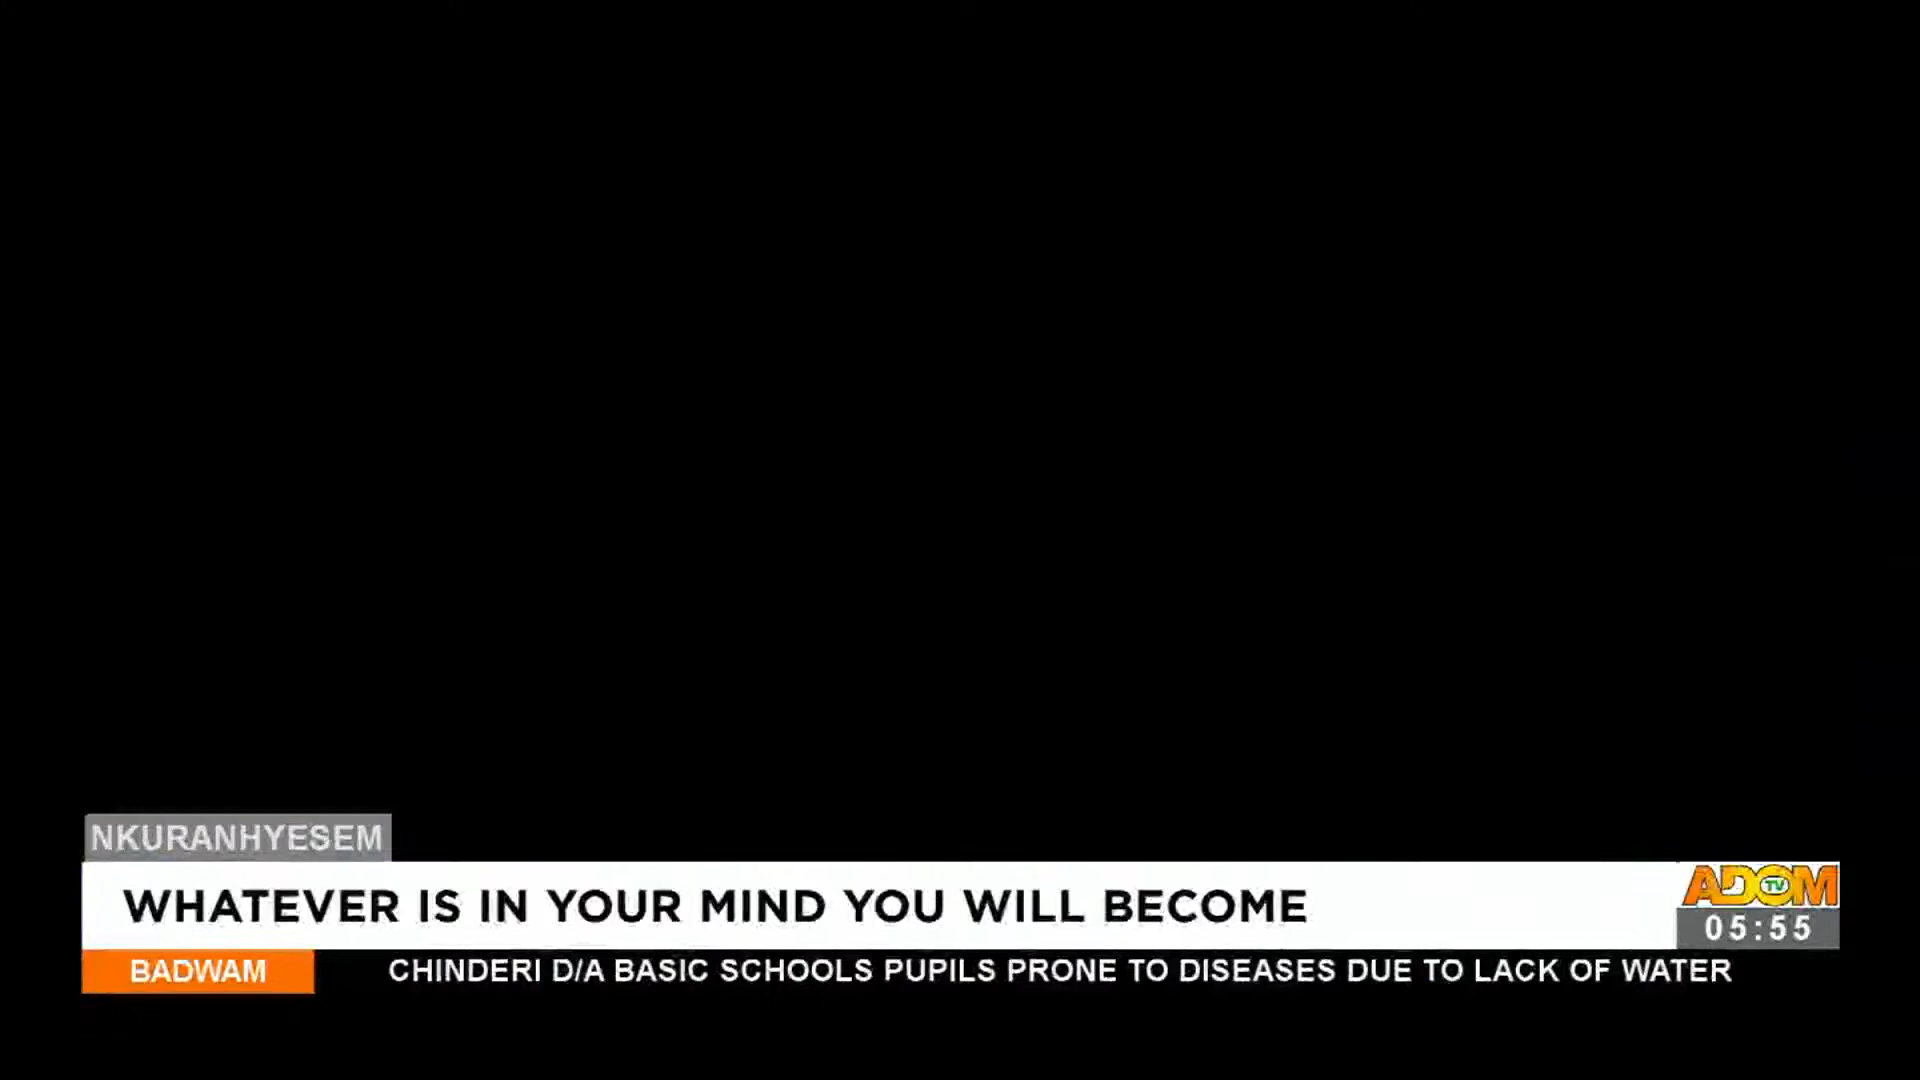 NKURANHYESEM
WHATEVER IS IN YOUR MIND YOU WILL BECOME
ADOM TV
05:55
BADWAM
CHINDERI D/A BASIC SCHOOLS PUPILS PRONE TO DISEASES DUE TO LACK OF WATER